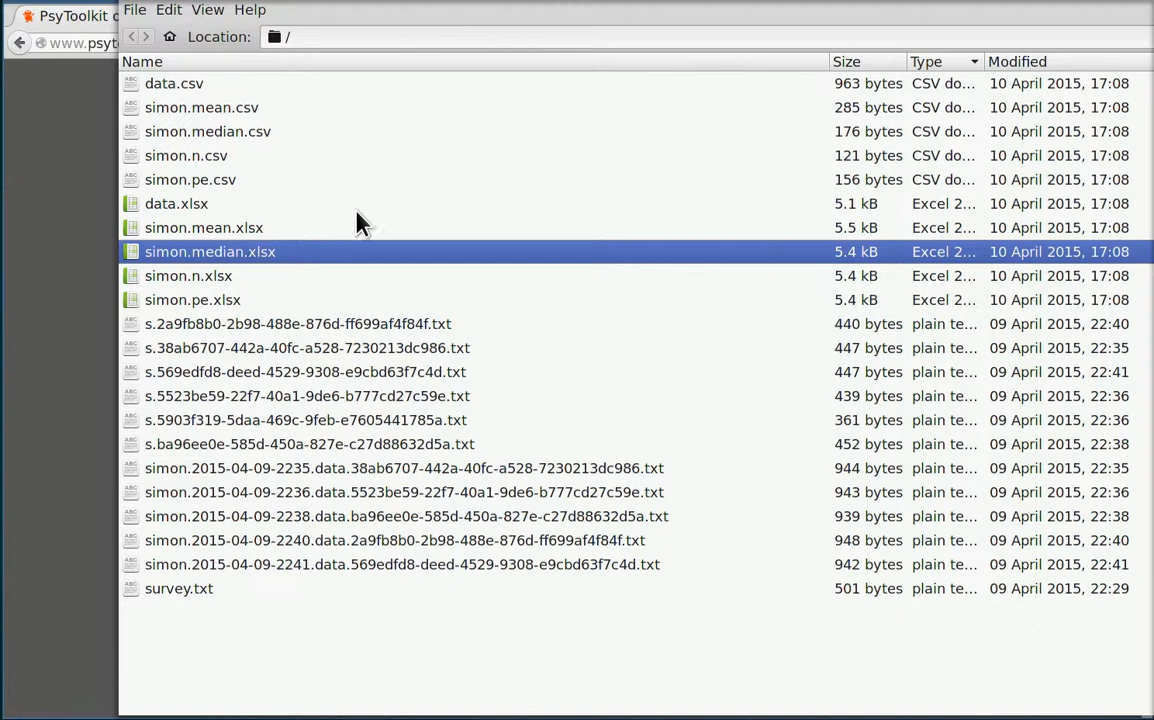 PsyToolkit
File Edit View Help
www.psyt
Location: /
Name Size Type Modified
data.csv 963 bytes CSV do... 10 April 2015, 17:08
simon.mean.csv 285 bytes CSV do... 10 April 2015, 17:08
simon.median.csv 176 bytes CSV do... 10 April 2015, 17:08
simon.n.csv 121 bytes CSV do... 10 April 2015, 17:08
simon.pe.csv 156 bytes CSV do... 10 April 2015, 17:08
data.xlsx 5.1 kB Excel 2... 10 April 2015, 17:08
simon.mean.xlsx 5.5 kB Excel 2... 10 April 2015, 17:08
simon.median.xlsx 5.4 kB Excel 2... 10 April 2015, 17:08
simon.n.xlsx 5.4 kB Excel 2... 10 April 2015, 17:08
simon.pe.xlsx 5.4 kB Excel 2... 10 April 2015, 17:08
s.2a9fb8b0-2b98-488e-876d-ff699af4f84f.txt 440 bytes plain te... 09 April 2015, 22:40
s.38ab6707-442a-40fc-a528-7230213dc986.txt 447 bytes plain te... 09 April 2015, 22:35
s.569edfd8-deed-4529-9308-e9cbd63f7c4d.txt 447 bytes plain te... 09 April 2015, 22:41
s.5523be59-22f7-40a1-9de6-b777cd27c59e.txt 439 bytes plain te... 09 April 2015, 22:36
s.5903f319-5daa-469c-9feb-e7605441785a.txt 361 bytes plain te... 09 April 2015, 22:36
s.ba96ee0e-585d-450a-827e-c27d88632d5a.txt 452 bytes plain te... 09 April 2015, 22:38
simon.2015-04-09-2235.data.38ab6707-442a-40fc-a528-7230213dc986.txt 944 bytes plain te... 09 April 2015, 22:35
simon.2015-04-09-2236.data.5523be59-22f7-40a1-9de6-b777cd27c59e.txt 943 bytes plain te... 09 April 2015, 22:36
simon.2015-04-09-2238.data.ba96ee0e-585d-450a-827e-c27d88632d5a.txt 939 bytes plain te... 09 April 2015, 22:38
simon.2015-04-09-2240.data.2a9fb8b0-2b98-488e-876d-ff699af4f84f.txt 948 bytes plain te... 09 April 2015, 22:40
simon.2015-04-09-2241.data.569edfd8-deed-4529-9308-e9cbd63f7c4d.txt 942 bytes plain te... 09 April 2015, 22:41
survey.txt 501 bytes plain te... 09 April 2015, 22:29